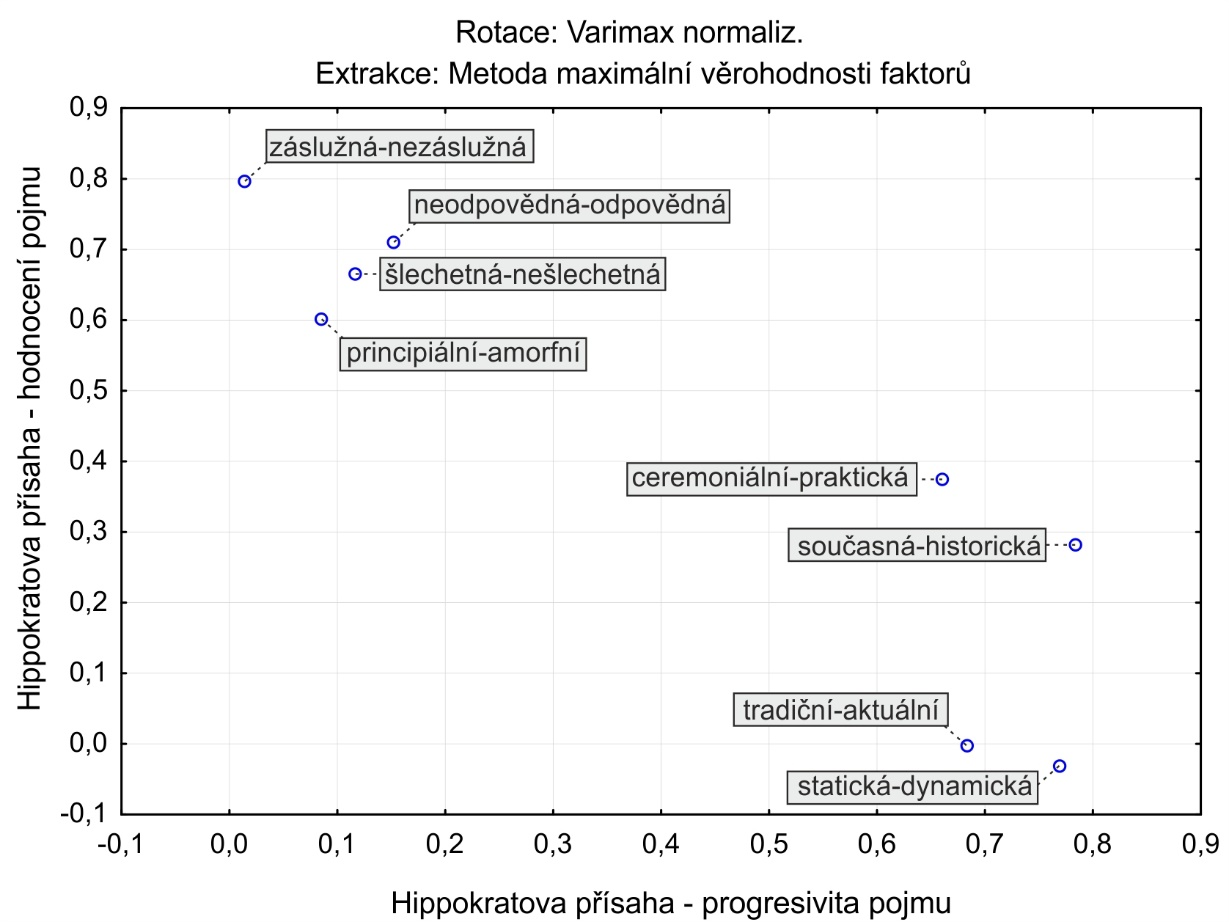 Rotace: Varimax normaliz.
Extrakce: Metoda maximální věrohodnosti faktorů
0,9
0,8
0,7
0,6
0,5
0,4
0,3
0,2
0,1
0,0
-0,1
Hippokratova přísaha - hodnocení pojmu
záslužná-nezáslužná
neodpovědná-odpovědná
šlechetná-nešlechetná
principiální-amorfní
ceremoniální-praktická
současná-historická
tradiční-aktuální
statická-dynamická
-0,1 0,0 0,1 0,2 0,3 0,4 0,5 0,6 0,7 0,8 0,9
Hippokratova přísaha - progresivita pojmu